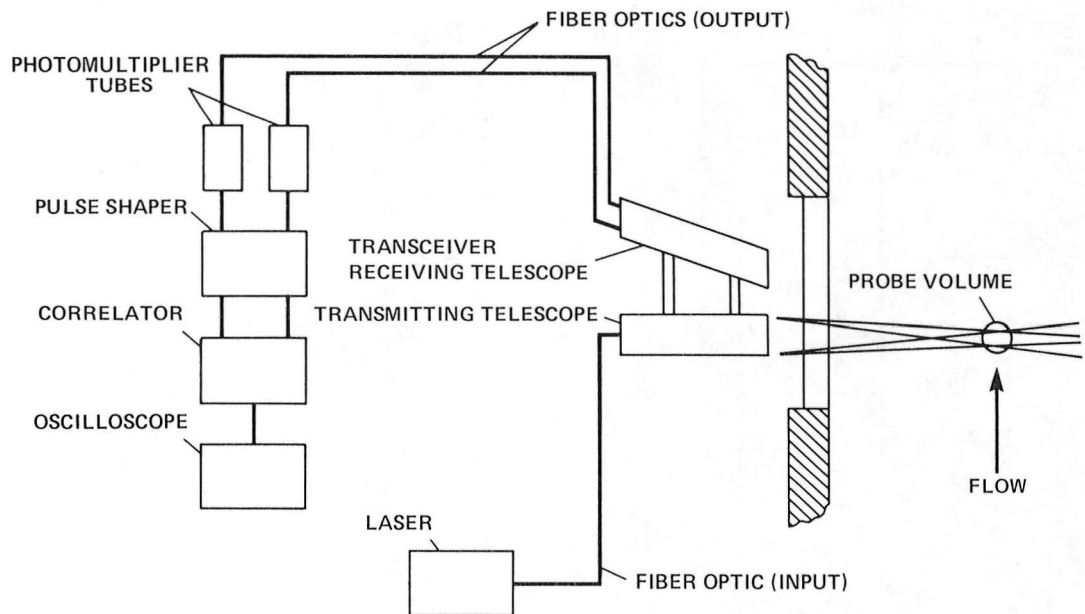 FIBER OPTICS (OUTPUT)
PHOTOMULTIPLIER
TUBES
PULSE SHAPER
TRANSCEIVER
RECEIVING TELESCOPE
PROBE VOLUME
CORRELATOR
TRANSMITTING TELESCOPE
OSCILLOSCOPE
FLOW
LASER
FIBER OPTIC (INPUT)